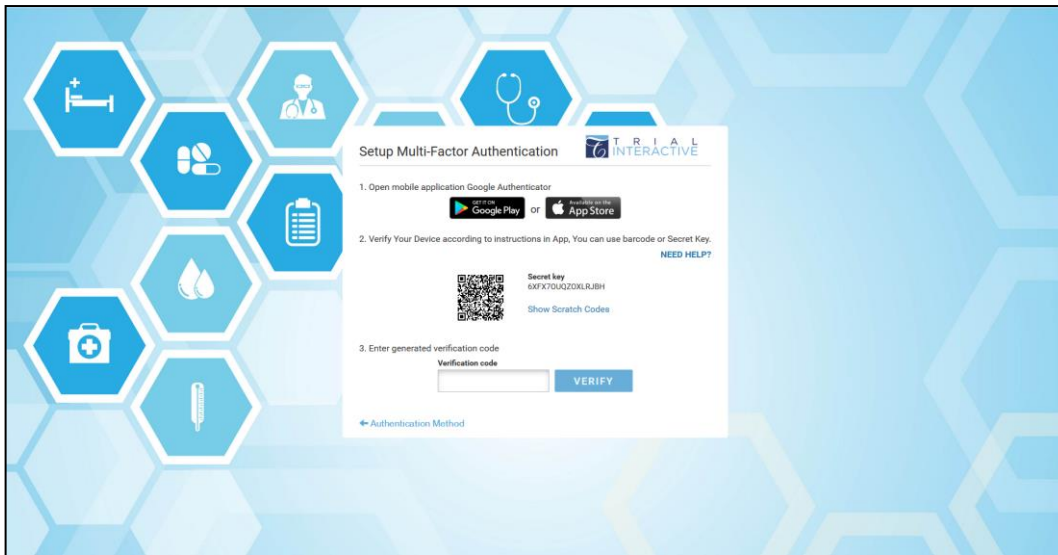 Setup Multi-Factor Authentication
TRIAL
INTERACTIVE
1. Open mobile application Google Authenticator
GET IT ON
Google Play
or
Available on the
App Store
2. Verify Your Device according to instructions in App, You can use barcode or Secret Key.
NEED HELP?
Secret key
6XFX7OUQZOXLRJBH
Show Scratch Codes
3. Enter generated verification code
Verification code
VERIFY
Authentication Method